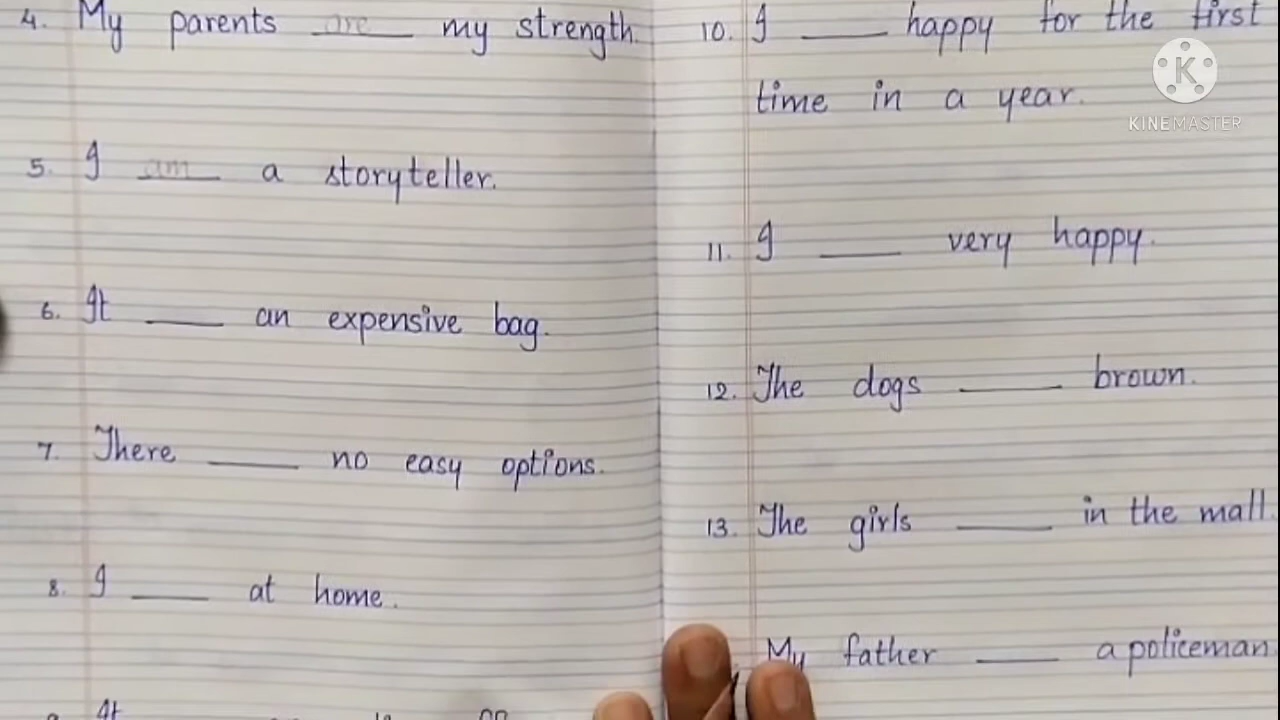 4. My parents are my strength.
5. I am a storyteller.
6. It ____ an expensive bag.
7. There ____ no easy options.
8. I ____ at home.
9. It
10. I ____ happy for the first
time in a year.
11. I ____ very happy.
12. The dogs ____ brown.
13. The girls ____ in the mall.
My father ____ a policeman
KINEMASTER